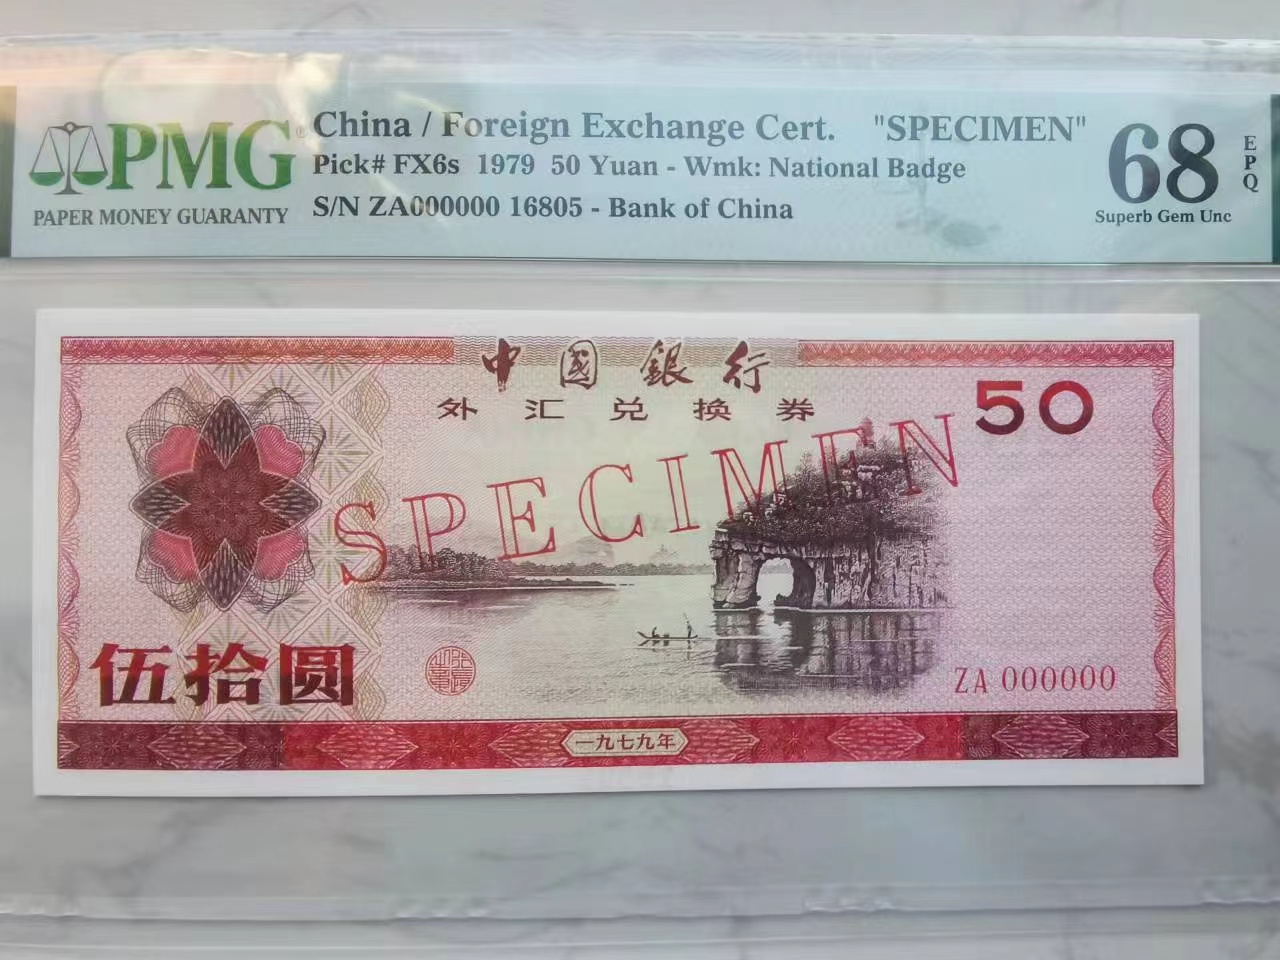 PMG
®
PAPER MONEY GUARANTY
China / Foreign Exchange Cert. "SPECIMEN"
Pick# FX6s 1979 50 Yuan - Wmk: National Badge
S/N ZA000000 16805 - Bank of China
68
EPQ
Superb Gem Unc
中國銀行
外汇兑换券
50
SPECIMEN
伍拾圆
ZA 000000
一九七九年